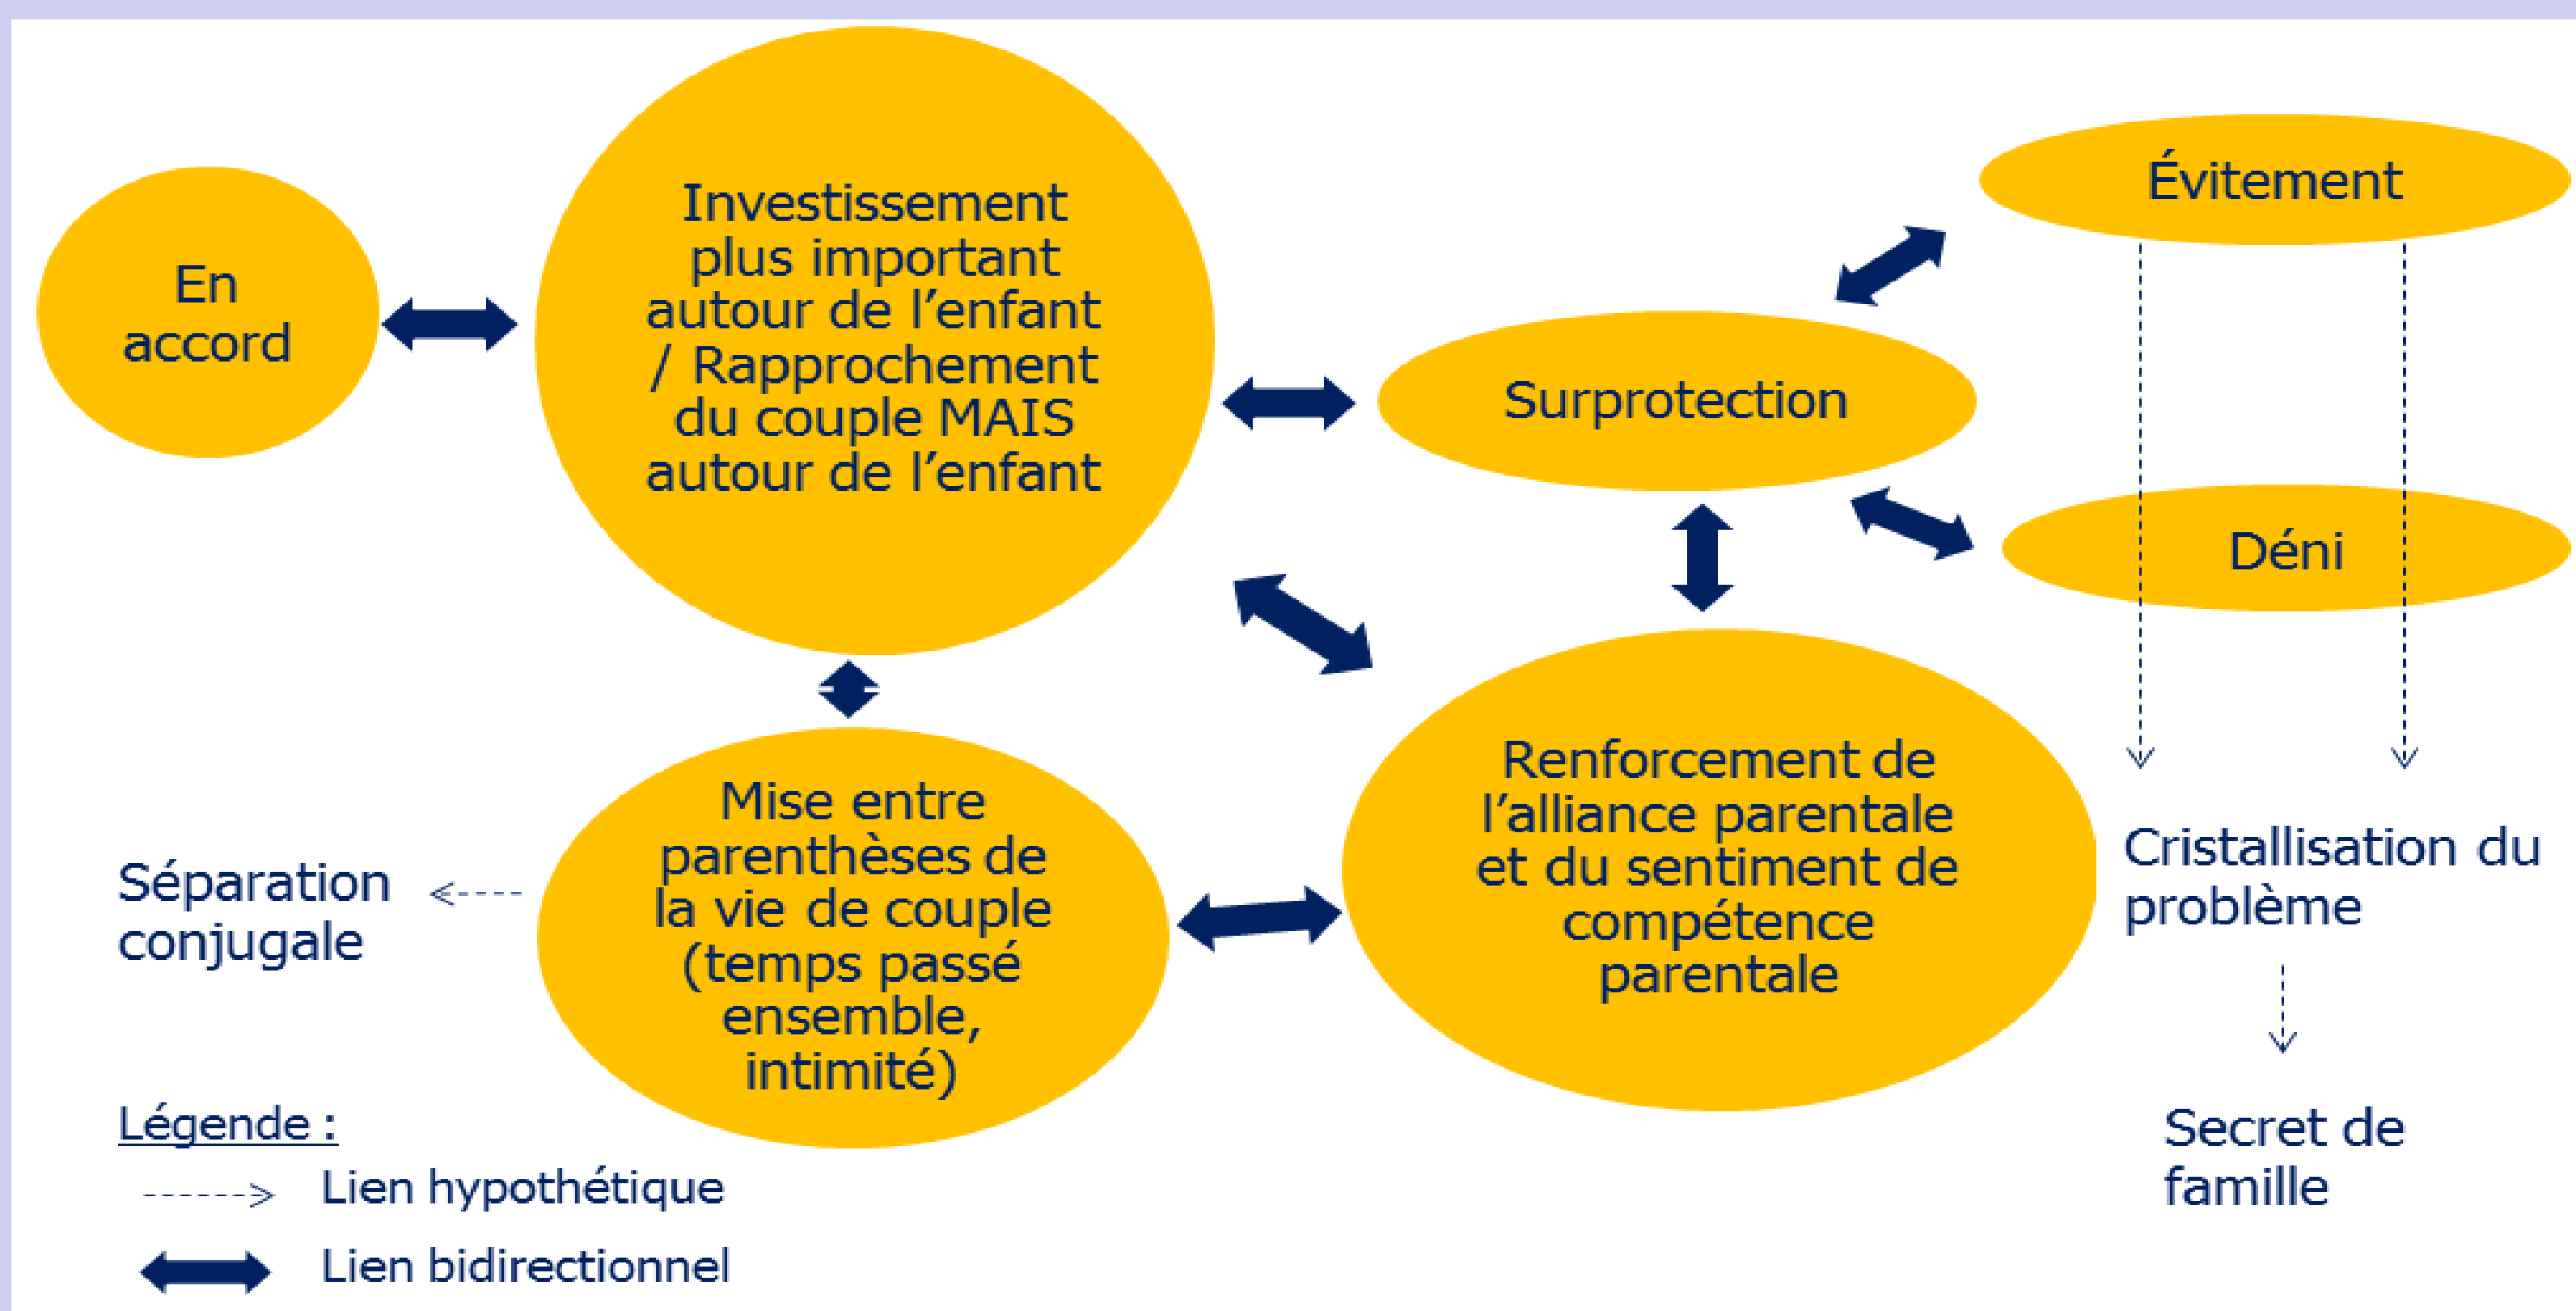 En
accord
Investissement
plus important
autour de l’enfant
/ Rapprochement
du couple MAIS
autour de l’enfant
Surprotection
Évitement
Déni
Mise entre
parenthèses de
la vie de couple
(temps passé
ensemble,
intimité)
Renforcement de
l’alliance parentale
et du sentiment de
compétence
parentale
Séparation
conjugale
Cristallisation du
problème
Secret de
famille
Légende :
Lien hypothétique
Lien bidirectionnel